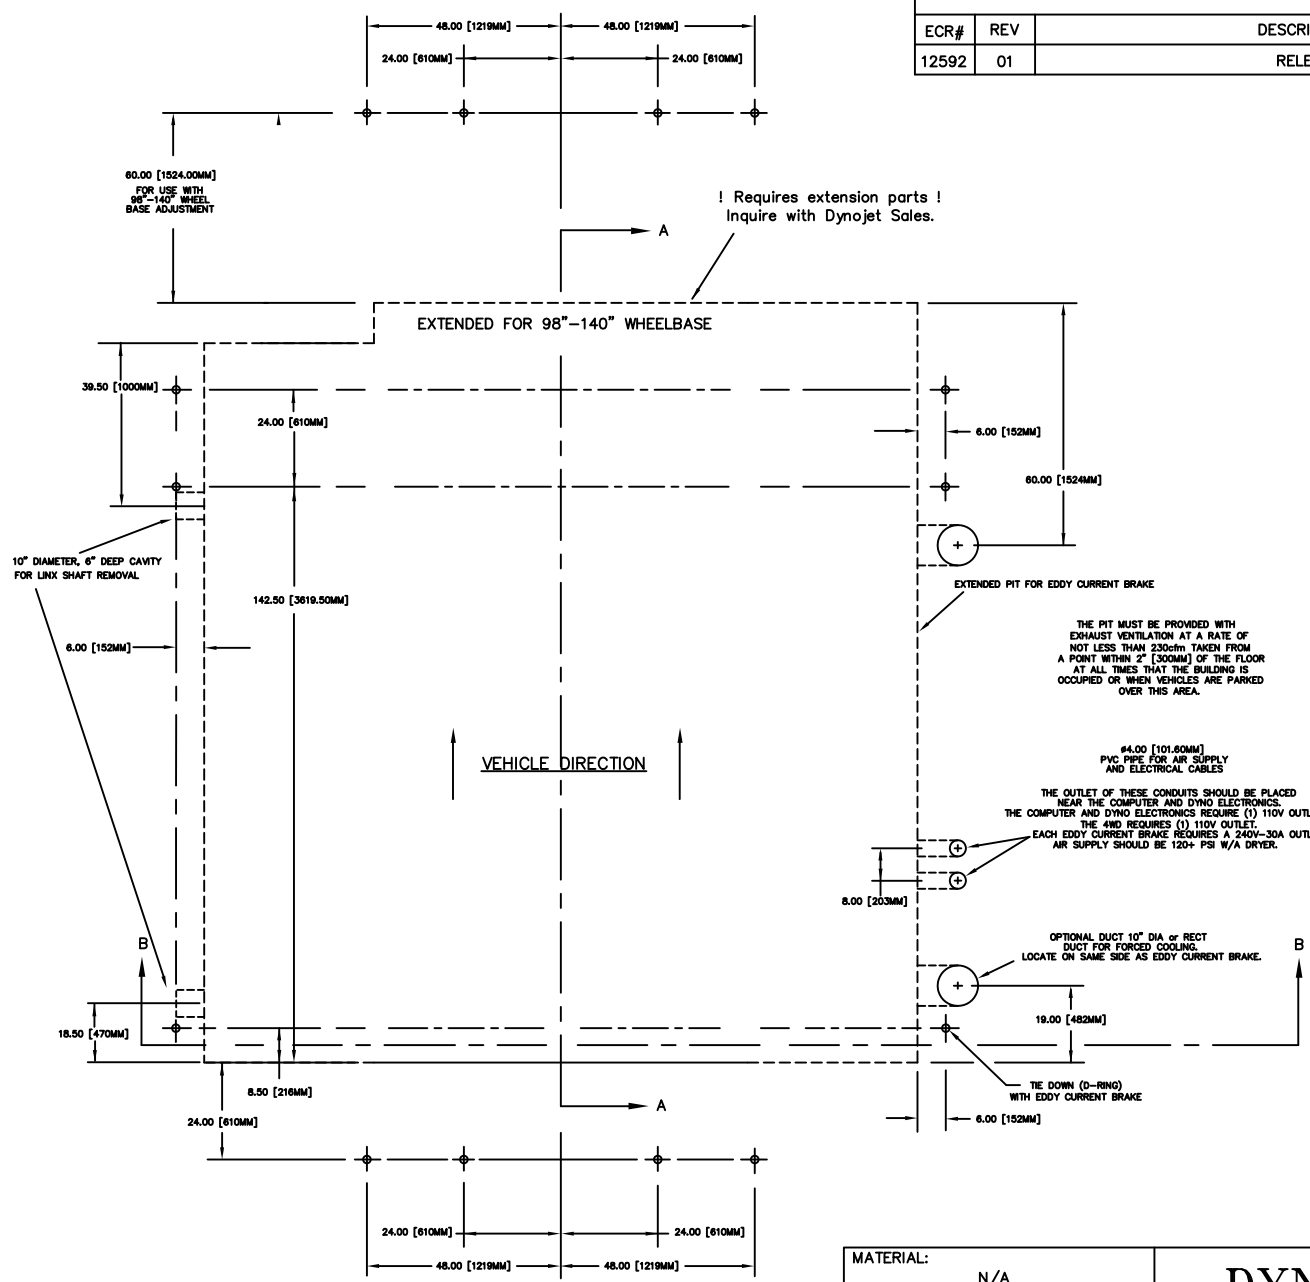 48.00 [1219MM]
48.00 [1219MM]
24.00 [610MM]
24.00 [610MM]
ECR#
REV
12592
01
60.00 [1524.00MM]
FOR USE WITH
98"-140" WHEEL
BASE ADJUSTMENT
! Requires extension parts !
Inquire with Dynojet Sales.
A
EXTENDED FOR 98"-140" WHEELBASE
39.50 [1000MM]
24.00 [610MM]
6.00 [152MM]
60.00 [1524MM]
10" DIAMETER, 6" DEEP CAVITY
FOR LINX SHAFT REMOVAL
142.50 [3619.50MM]
EXTENDED PIT FOR EDDY CURRENT BRAKE
6.00 [152MM]
THE PIT MUST BE PROVIDED WITH
EXHAUST VENTILATION AT A RATE OF
NOT LESS THAN 230cfm TAKEN FROM
A POINT WITHIN 2" [300MM] OF THE FLOOR
AT ALL TIMES THAT THE BUILDING IS
OCCUPIED OR WHEN VEHICLES ARE PARKED
OVER THIS AREA.
VEHICLE DIRECTION
ø4.00 [101.60MM]
PVC PIPE FOR AIR SUPPLY
AND ELECTRICAL CABLES
THE OUTLET OF THESE CONDUITS SHOULD BE PLACED
NEAR THE COMPUTER AND DYNO ELECTRONICS.
THE COMPUTER AND DYNO ELECTRONICS REQUIRE (1) 110V OUTL
THE 4WD REQUIRES (1) 110V OUTLET.
EACH EDDY CURRENT BRAKE REQUIRES A 240V-30A OUTL
AIR SUPPLY SHOULD BE 120+ PSI W/A DRYER.
8.00 [203MM]
OPTIONAL DUCT 10" DIA or RECT
DUCT FOR FORCED COOLING.
LOCATE ON SAME SIDE AS EDDY CURRENT BRAKE.
B
B
18.50 [470MM]
19.00 [482MM]
8.50 [216MM]
TIE DOWN (D-RING)
WITH EDDY CURRENT BRAKE
A
24.00 [610MM]
6.00 [152MM]
24.00 [610MM]
24.00 [610MM]
48.00 [1219MM]
48.00 [1219MM]
MATERIAL:
N/A